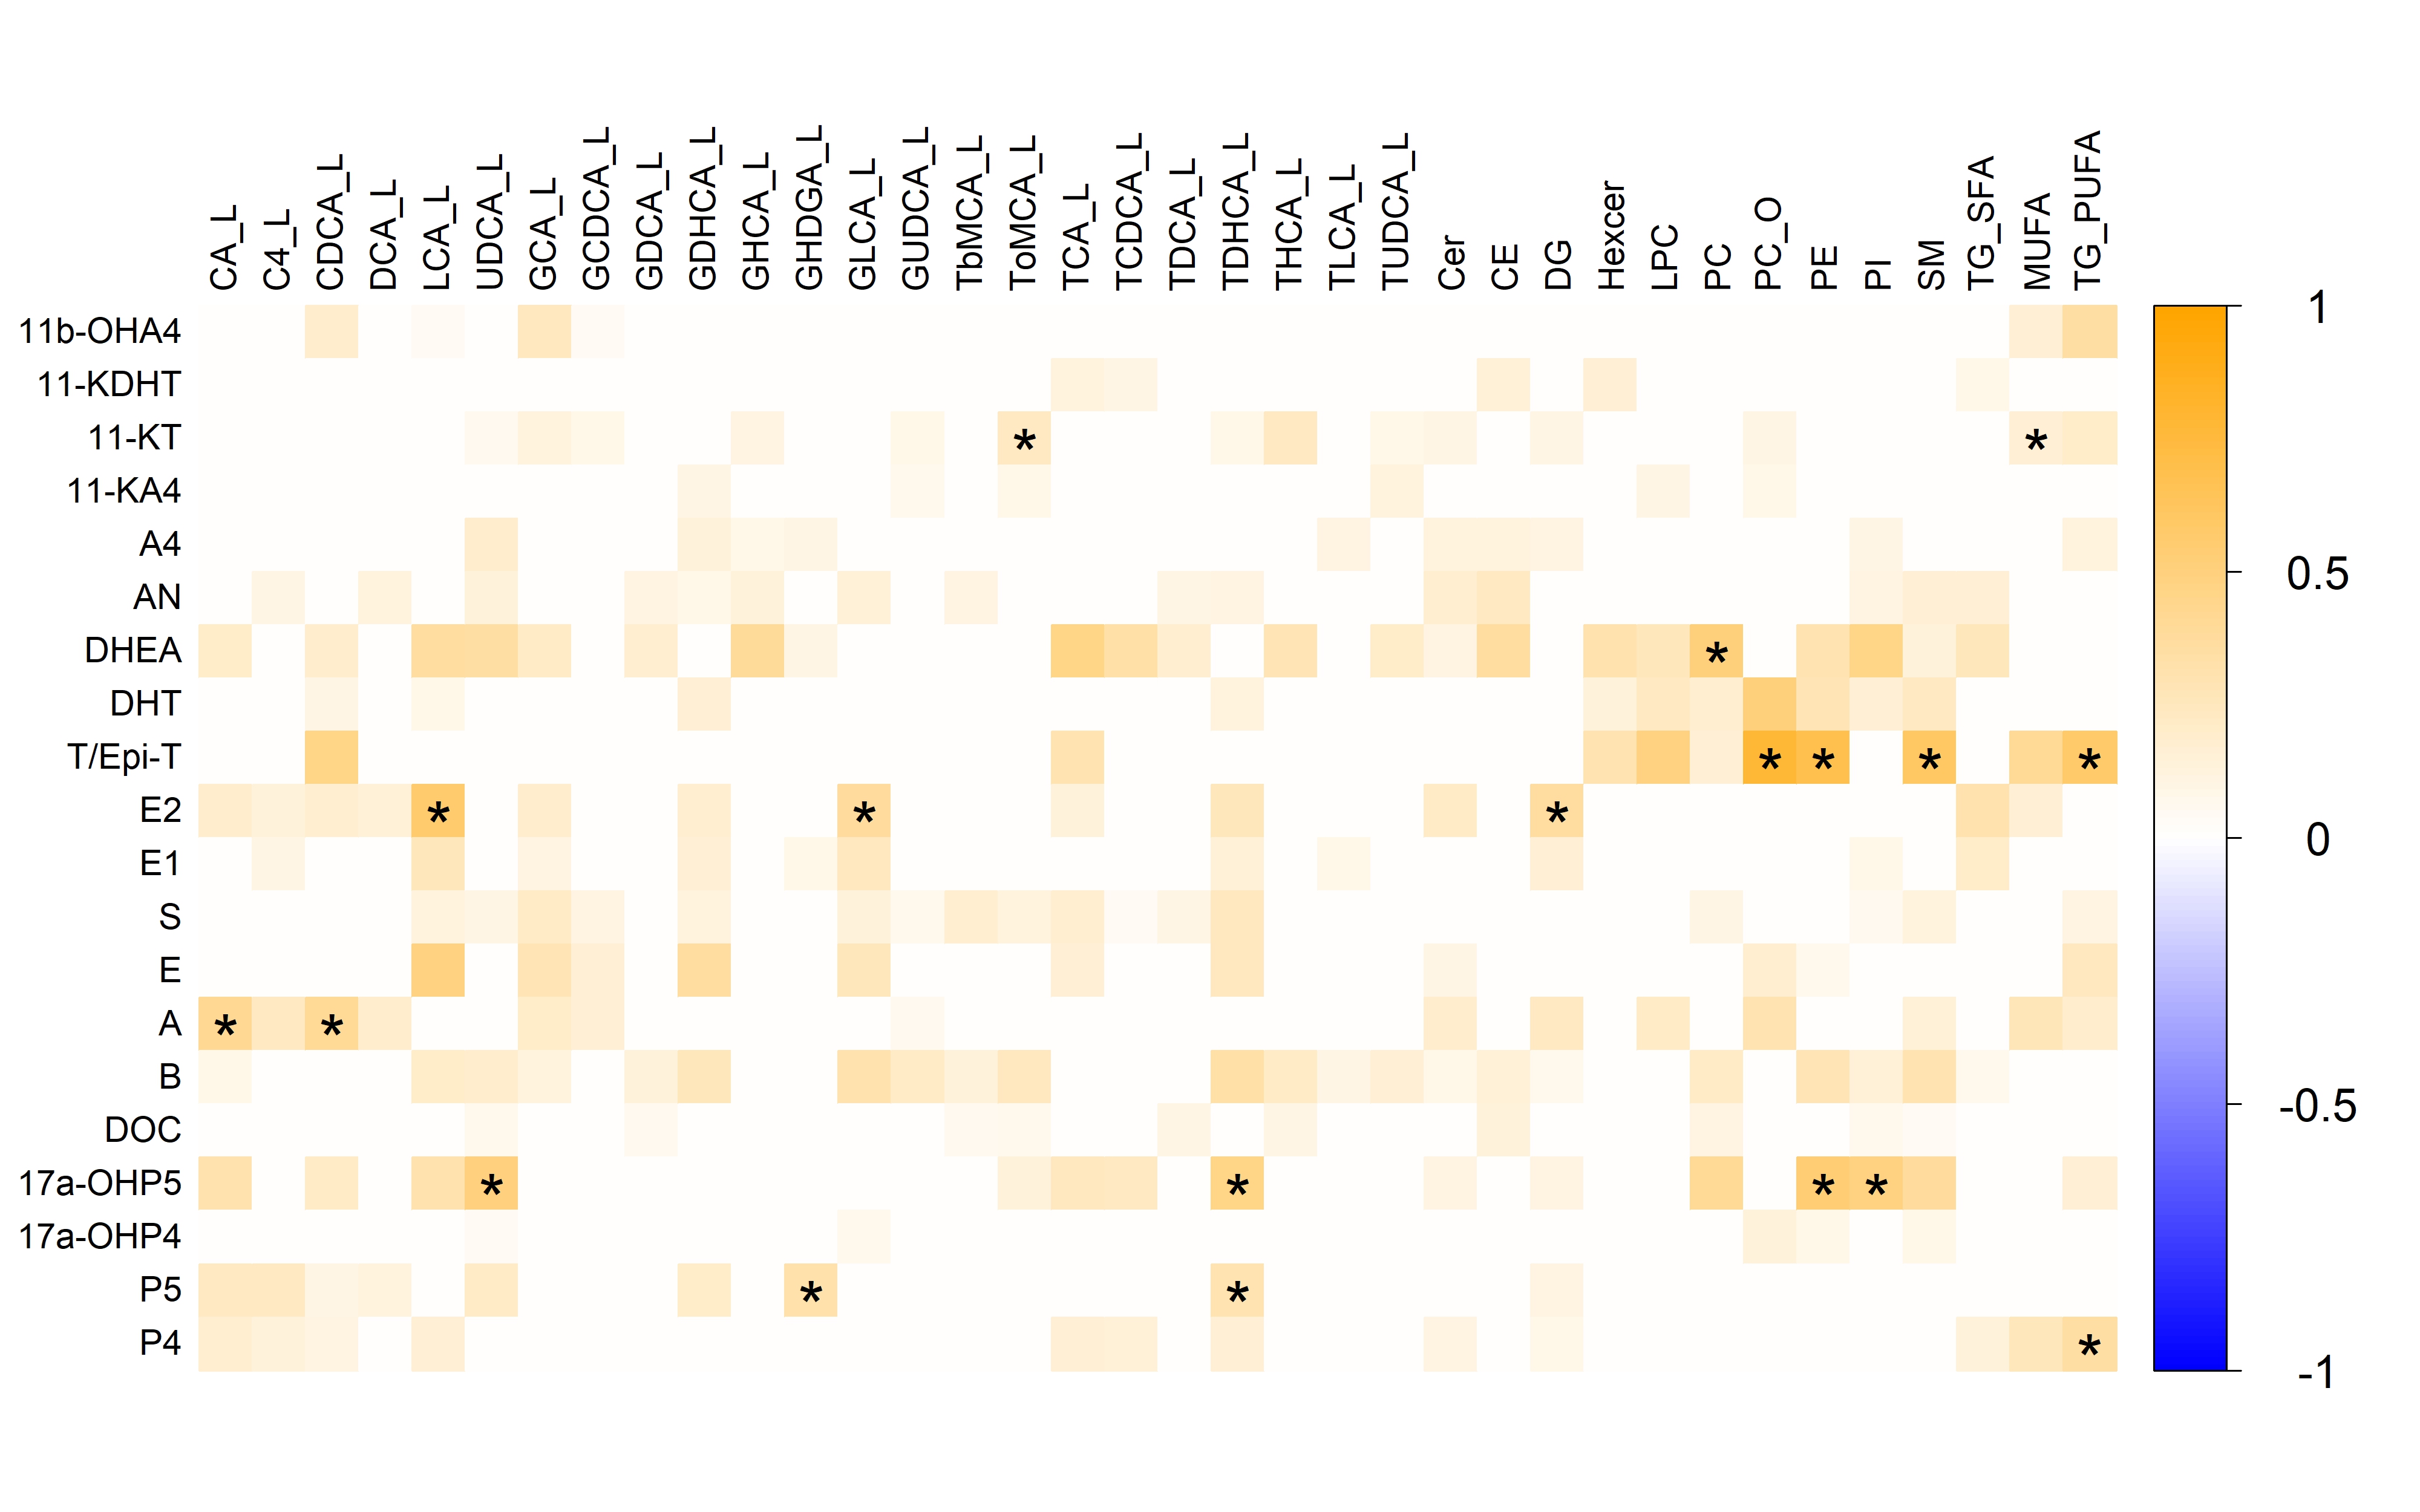 CA_L
C4_L
CDCA_L
DCA_L
LCA_L
UDCA_L
GCA_L
GCDCA_L
GDCA_L
GDHCA_L
GHCA_L
GHDGA_L
GLCA_L
GUDCA_L
TbMCA_L
ToMCA_L
TCA_L
TCDCA_L
TDCA_L
TDHCA_L
THCA_L
TLCA_L
TUDCA_L
Cer
CE
DG
Hexcer
LPC
PC
PC_O
PE
PI
SM
TG_SFA
MUFA
TG_PUFA
11b-OHA4
11-KDHT
11-KT * *
11-KA4
A4
AN
DHEA *
DHT
T/Epi-T * * * *
E2 * * *
E1
S
E
A * *
B
DOC
17a-OHP5 * * * *
17a-OHP4
P5 * *
P4 *
1
0.5
0
-0.5
-1